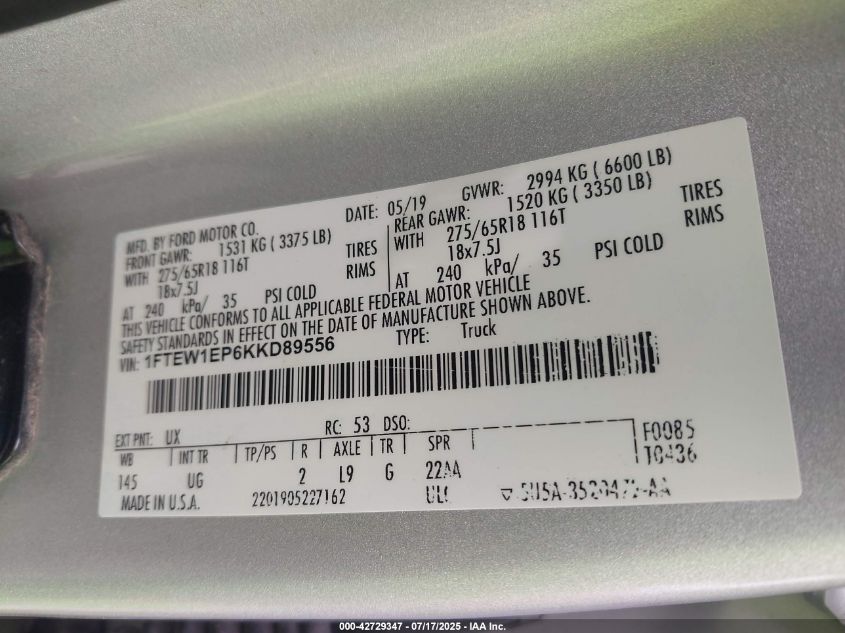 MFD. BY FORD MOTOR CO. DATE: 05/19 GVWR: 2994 KG ( 6600 LB)
FRONT GAWR: 1531 KG ( 3375 LB) REAR GAWR: 1520 KG ( 3350 LB)
WITH 275/65R18 116T TIRES WITH 275/65R18 116T TIRES
18x7.5J RIMS 18x7.5J RIMS
AT 240 kPa/ 35 PSI COLD AT 240 kPa/ 35 PSI COLD
THIS VEHICLE CONFORMS TO ALL APPLICABLE FEDERAL MOTOR VEHICLE
SAFETY STANDARDS IN EFFECT ON THE DATE OF MANUFACTURE SHOWN ABOVE.
VIN: 1FTEW1EP6KKD89556 TYPE: Truck
EXT PNT: UX RC: 53 DSO:
WB INT TR TP/PS R AXLE TR SPR F0085
145 UG 2 L9 G 22AA T0436
MADE IN U.S.A. 2201905227162
000-42729347 / 07/17/2025 - IAA Inc.